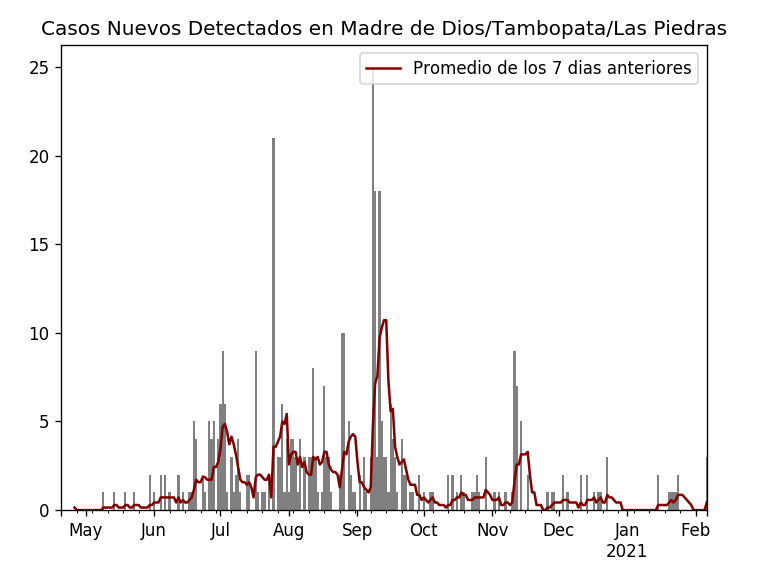 Casos Nuevos Detectados en Madre de Dios/Tambopata/Las Piedras
Promedio de los 7 dias anteriores
25
20
15
10
5
0
May Jun Jul Aug Sep Oct Nov Dec Jan Feb
2021